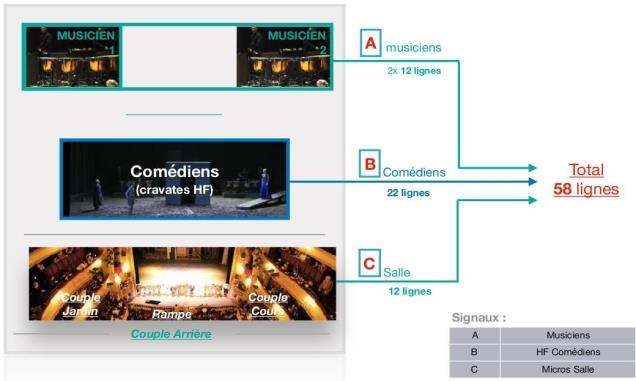 MUSICIEN
1
MUSICIEN
2
A
musiciens
2x 12 lignes
Comédiens
(cravates HF)
B
Comédiens
22 lignes
Total
58 lignes
C
Salle
12 lignes
Couple
Jardin
Rampe
Couple
Cours
Couple Arrière
Signaux :
A Musiciens
B HF Comédiens
C Micros Salle